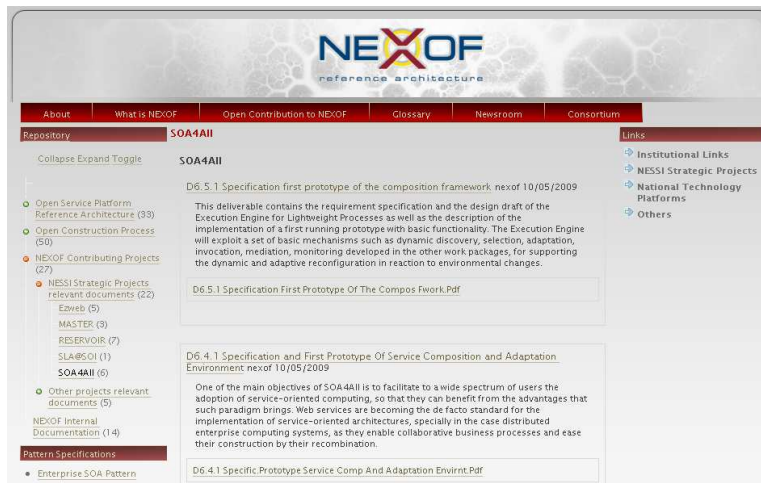 NEXOF
reference architecture
About
What is NEXOF
Open Contribution to NEXOF
Glossary
Newsroom
Consortium
Repository
Collapse Expand Toggle
Open Service Platform
Reference Architecture (33)
Open Construction Process
(50)
NEXOF Contributing Projects
(27)
NESSI Strategic Projects
relevant documents (22)
Ezweb (5)
MASTER (3)
RESERVOIR (7)
SLA@SOI (1)
SOA4All (6)
Other projects relevant
documents (5)
NEXOF Internal
Documentation (14)
Pattern Specifications
Enterprise SOA Pattern
SOA4All
SOA4All
D6.5.1 Specification first prototype of the composition framework nexof 10/05/2009
This deliverable contains the requirement specification and the design draft of the
Execution Engine for Lightweight Processes as well as the description of the
implementation of a first running prototype with basic functionality. The Execution Engine
will exploit a set of basic mechanisms such as dynamic discovery, selection, adaptation,
invocation, mediation, monitoring developed in the other work packages, for supporting
the dynamic and adaptive reconfiguration in reaction to environmental changes.
D6.5.1 Specification First Prototype Of The Compos Fwork.Pdf
D6.4.1 Specification and First Prototype Of Service Composition and Adaptation
Environment nexof 10/05/2009
One of the main objectives of SOA4All is to facilitate to a wide spectrum of users the
adoption of service-oriented computing, so that they can benefit from the advantages that
such paradigm brings. Web services are becoming the de facto standard for the
implementation of service-oriented architectures, specially in the case distributed
enterprise computing systems, as they enable collaborative business processes and ease
their construction by their recombination.
D6.4.1 Specific.Prototype Service Comp And Adaptation Envirnt.Pdf
Links
Institutional Links
NESSI Strategic Projects
National Technology
Platforms
Others